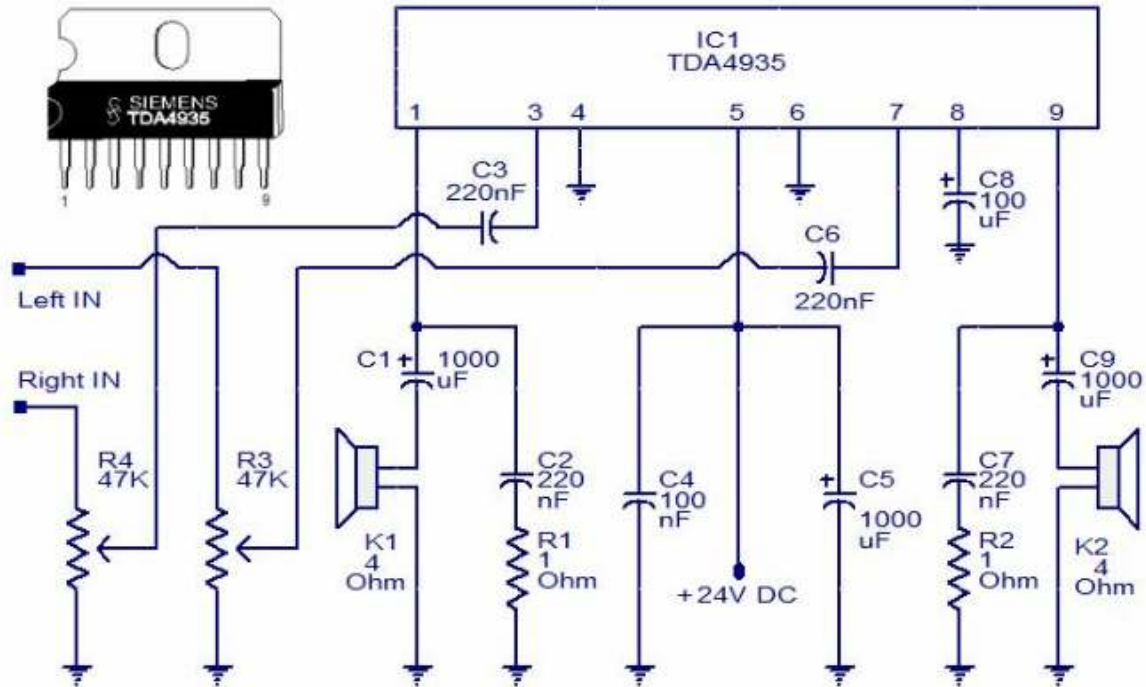 SIEMENS
TDA4935
1
9
IC1
TDA4935
1 3 4 5 6 7 8 9
C3
220nF
C8
100
uF
C6
220nF
Left IN
Right IN
C1 + 1000
uF
+
+ C9
1000
uF
R4
47K
R3
47K
C2
220
nF
C4
100
nF
+ C5
1000
uF
C7
220
nF
K1
4
Ohm
R1
1
Ohm
+24V DC
R2
1
Ohm
K2
4
Ohm